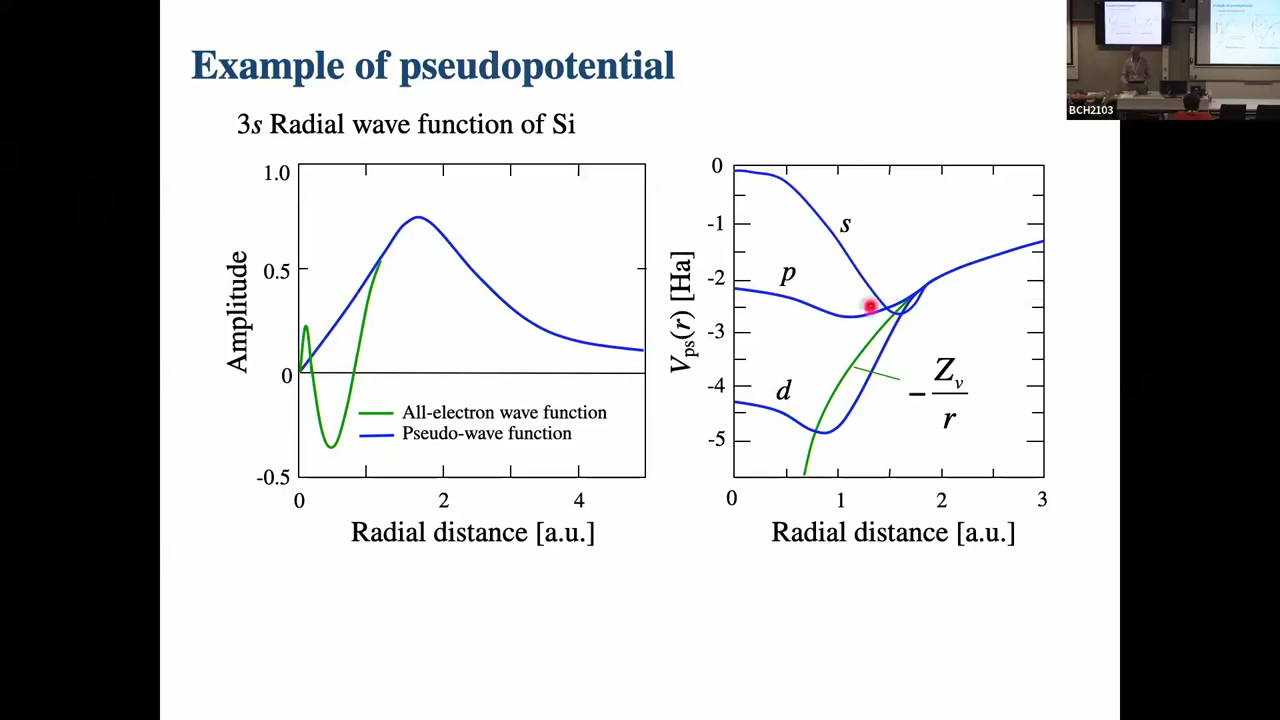 Example of pseudopotential
3s Radial wave function of Si
1.0
0.5
0
-0.5
0
2
4
Amplitude
Radial distance [a.u.]
All-electron wave function
Pseudo-wave function
0
-1
-2
-3
-4
-5
0
1
2
3
V_ps(r) [Ha]
Radial distance [a.u.]
s
p
d
− Z_v / r
BCH2103